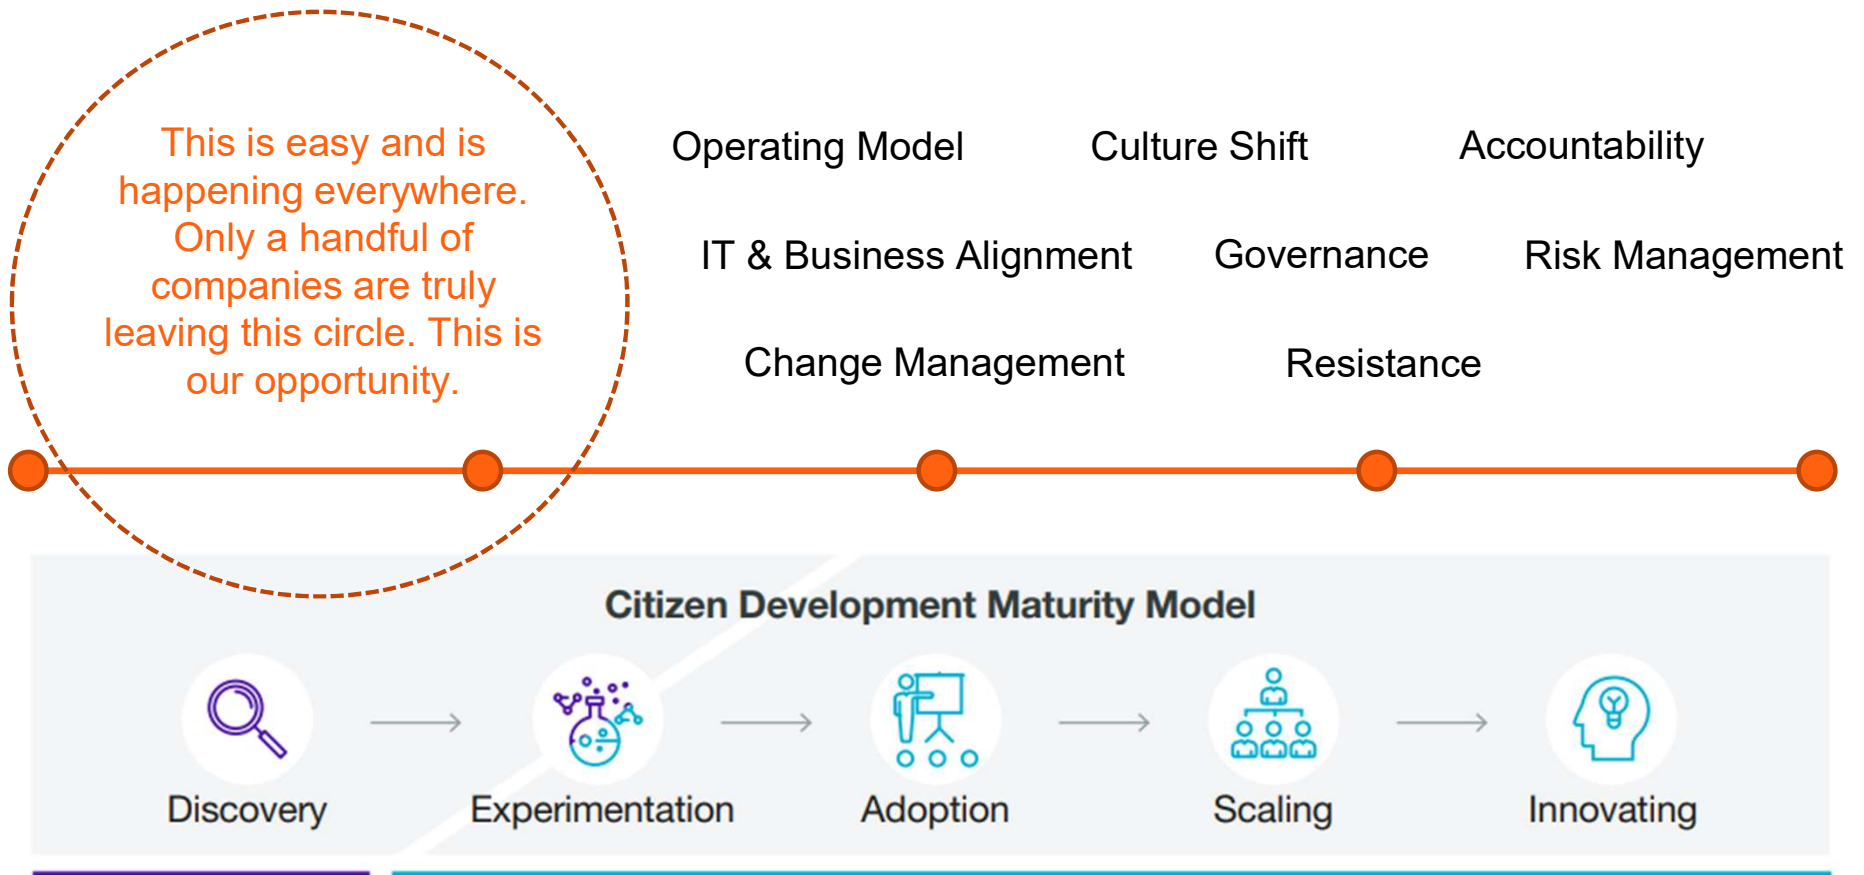 This is easy and is
happening everywhere.
Only a handful of
companies are truly
leaving this circle. This is
our opportunity.
Operating Model
Culture Shift
Accountability
IT & Business Alignment
Governance
Risk Management
Change Management
Resistance
Citizen Development Maturity Model
Discovery
Experimentation
Adoption
Scaling
Innovating